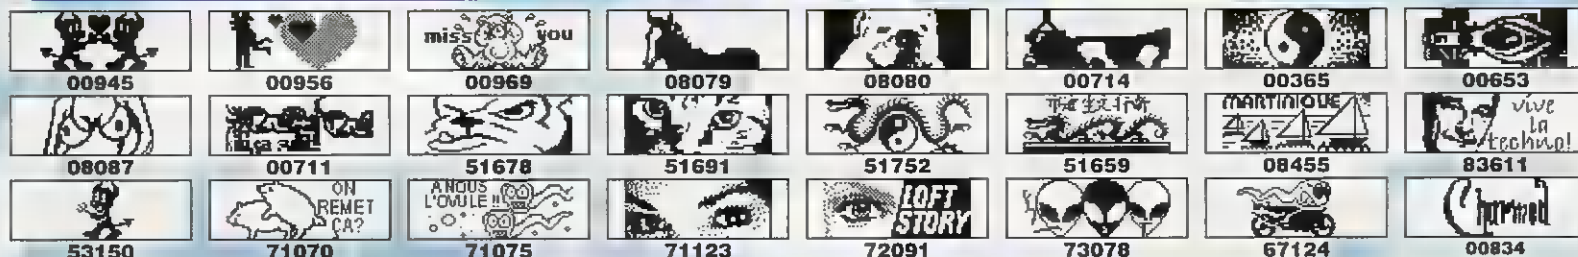 miss you
00945 00956 00969 08079 08080 00714 00365 00653
MARTINIQUE
vive
la
techno!
08087 00711 51678 51691 51752 51659 08455 83611
ON
REMET
ÇA?
A NOUS
L'OVULE !!
LOFT
STORY
Charmed
53150 71070 71075 71123 72091 73078 67124 00834